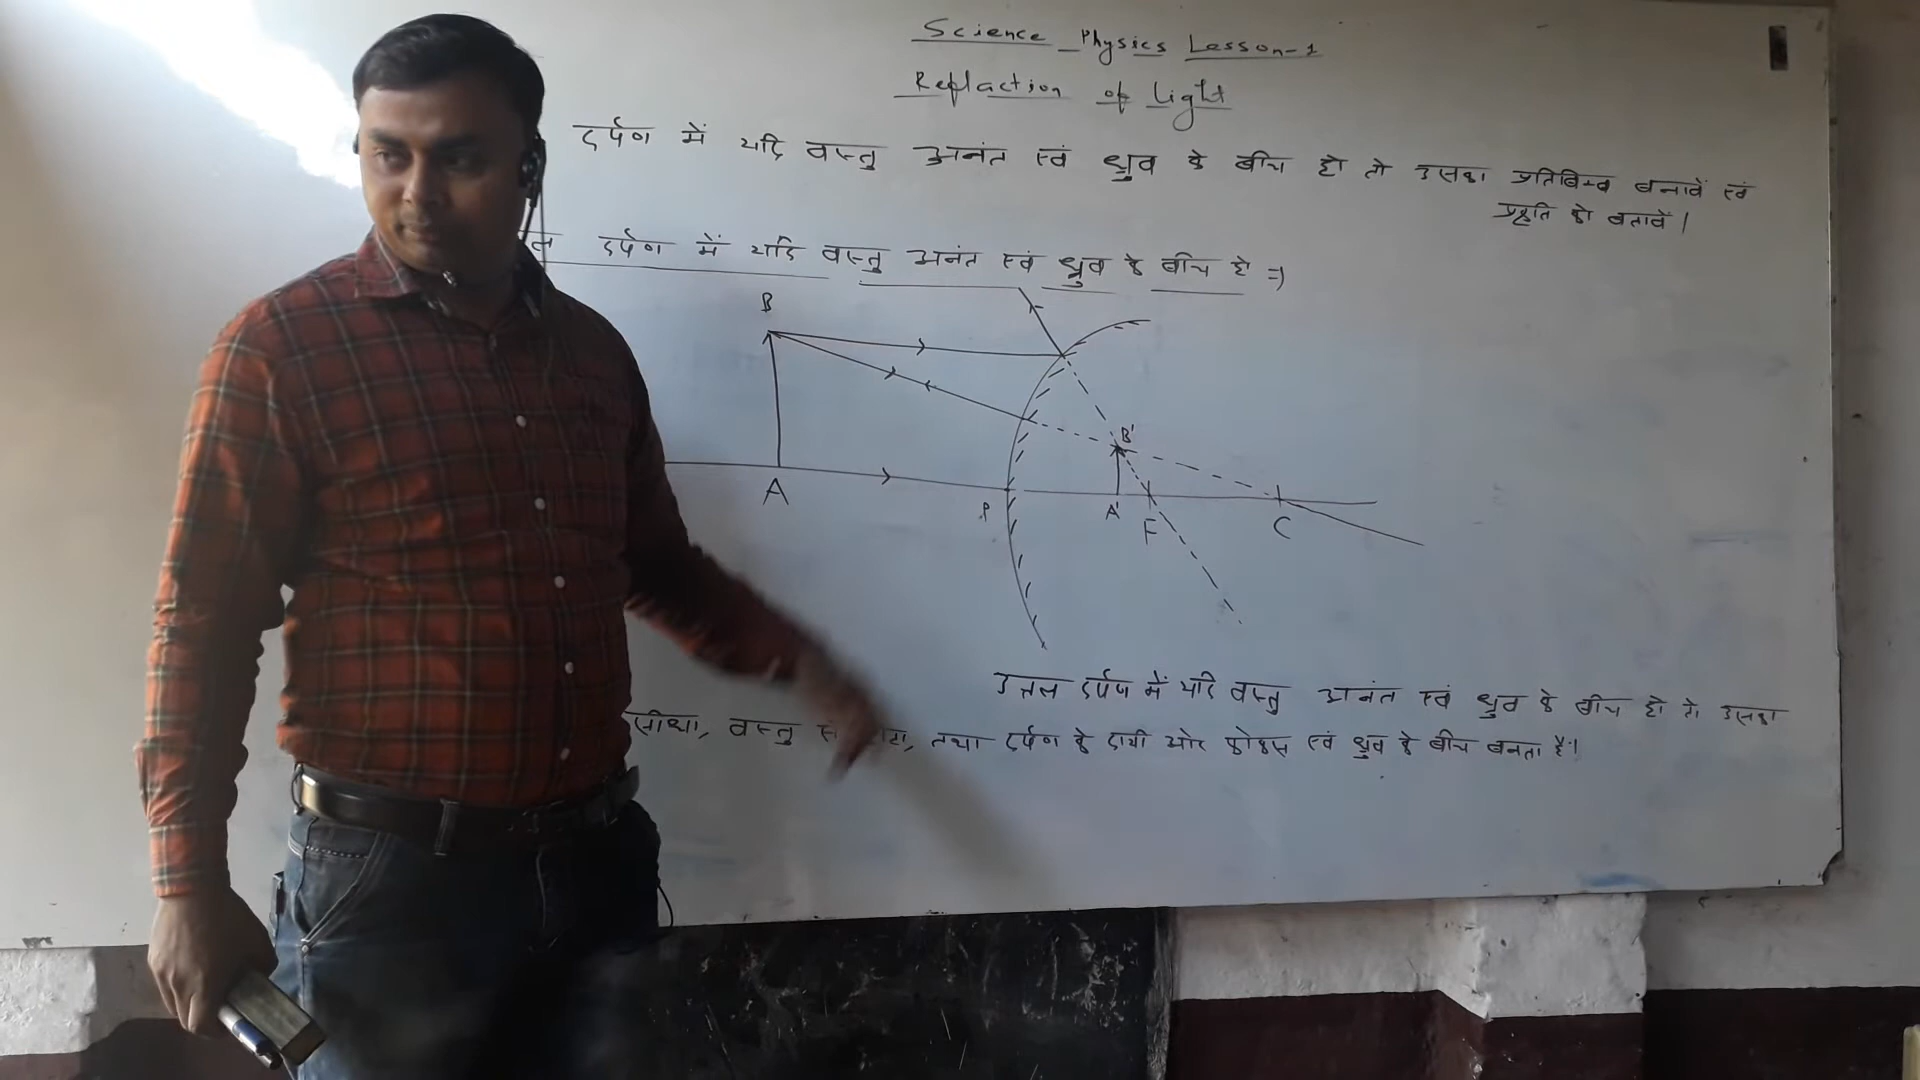 Science Physics Lesson-1
Reflaction of Light
दर्पण में यदि वस्तु अनंत एवं ध्रुव के बीच हो तो उसका प्रतिबिम्ब बनावें एवं
प्रकृति को बतावें।
दर्पण में यदि वस्तु अनंत एवं ध्रुव के बीच हो =>
B
B'
A
P
A'
F
C
उत्तल दर्पण में यदि वस्तु अनंत एवं ध्रुव के बीच हो तो उसका
सीधा, वस्तु से तथा दर्पण के दायी ओर फोकस एवं ध्रुव के बीच बनता है।